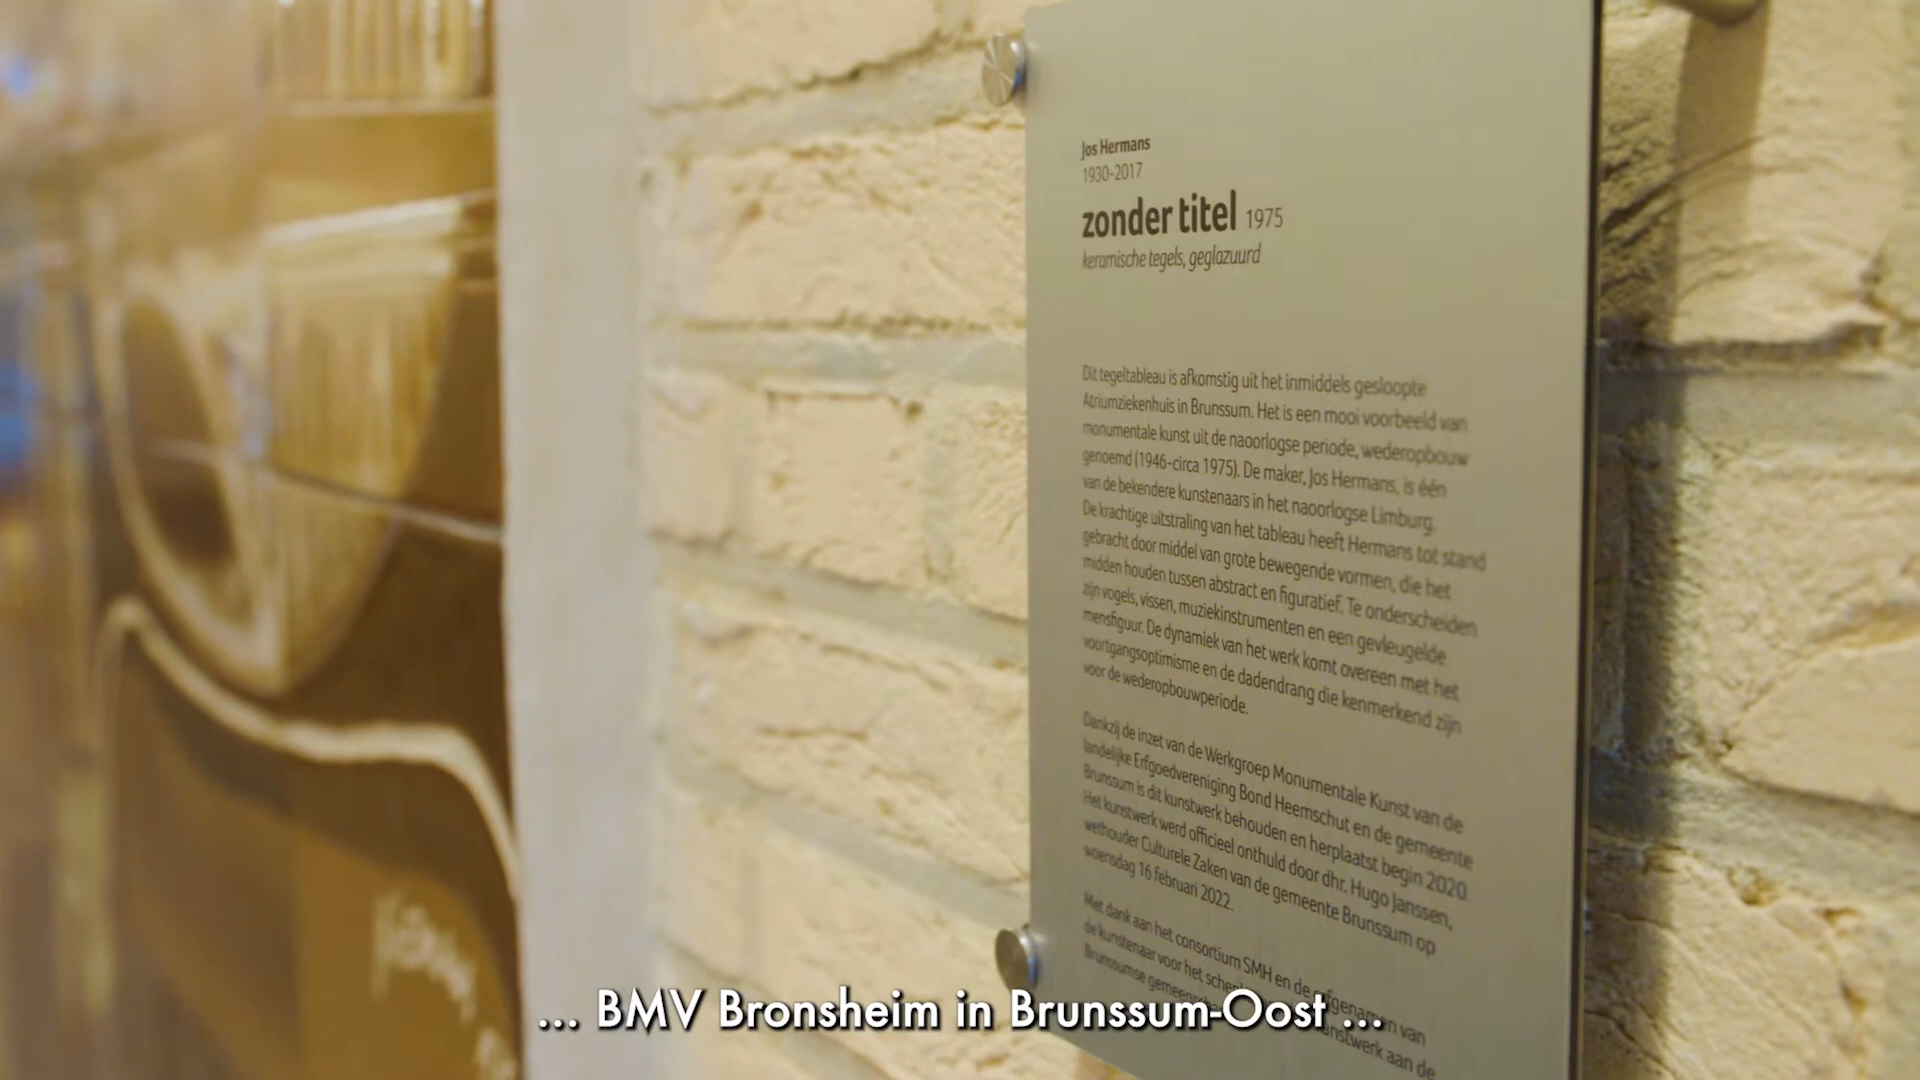 Jos Hermans
1930-2017
zonder titel 1975
keramische tegels, geglazuurd
Dit tegeltableau is afkomstig uit het inmiddels gesloopte
Atriumziekenhuis in Brunssum. Het is een mooi voorbeeld van
monumentale kunst uit de naoorlogse periode, wederopbouw
genoemd (1946-circa 1975). De maker, Jos Hermans, is één
van de bekendere kunstenaars in het naoorlogse Limburg.
De krachtige uitstraling van het tableau heeft Hermans tot stand
gebracht door middel van grote bewegende vormen, die het
midden houden tussen abstract en figuratief. Te onderscheiden
zijn vogels, vissen, muziekinstrumenten en een gevleugelde
mensfiguur. De dynamiek van het werk komt overeen met het
voortgangsoptimisme en de dadendrang die kenmerkend zijn
voor de wederopbouwperiode.
Dankzij de inzet van de Werkgroep Monumentale Kunst van de
landelijke Erfgoedvereniging Bond Heemschut en de gemeente
Brunssum is dit kunstwerk behouden en herplaatst begin 2020.
Het kunstwerk werd officieel onthuld door dhr. Hugo Janssen,
wethouder Culturele Zaken van de gemeente Brunssum op
woensdag 16 februari 2022.
Met dank aan het consortium SMH en de erfgenamen van
de kunstenaar voor het kunstwerk aan de
Brunssumse
... BMV Bronsheim in Brunssum-Oost ...